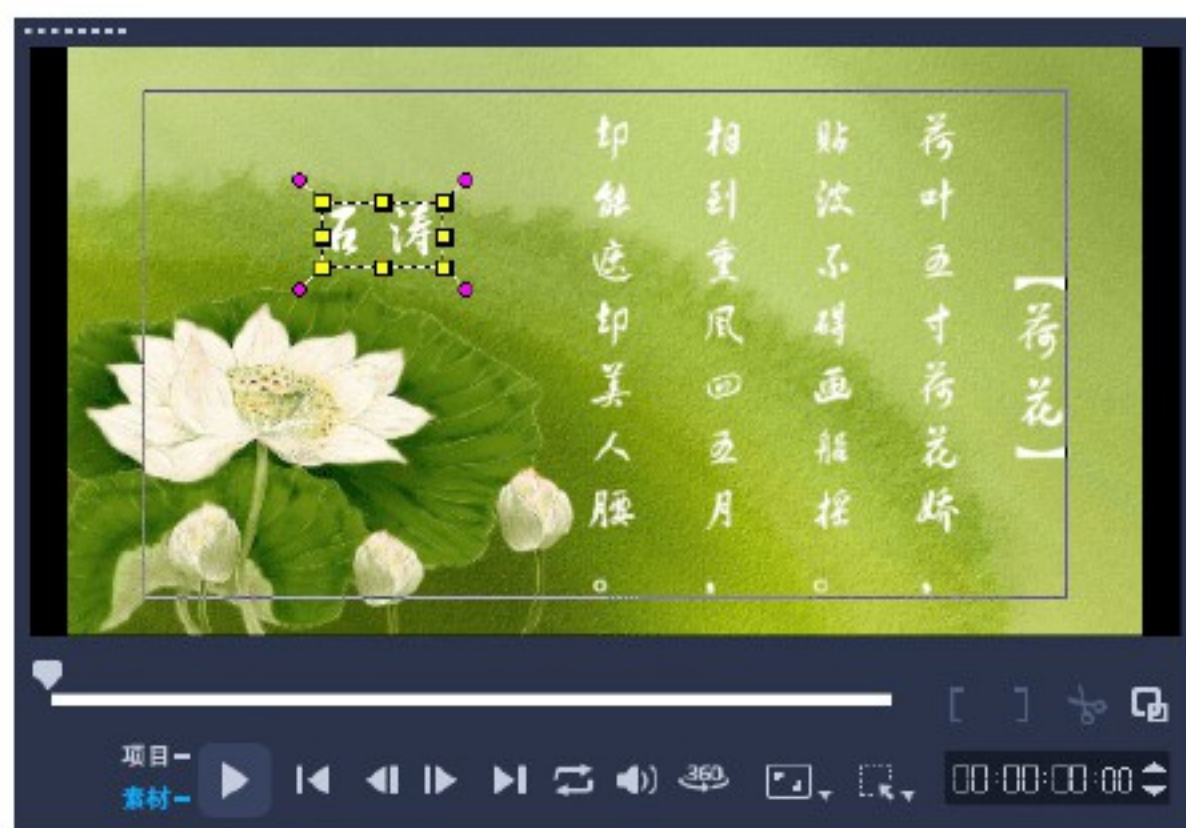 【荷花】
荷叶五寸荷花娇，
贴波不碍画船摇。
相到重风四五月，
却能遮却美人腰。
石 涛
项目
素材
360
00:00:00:00